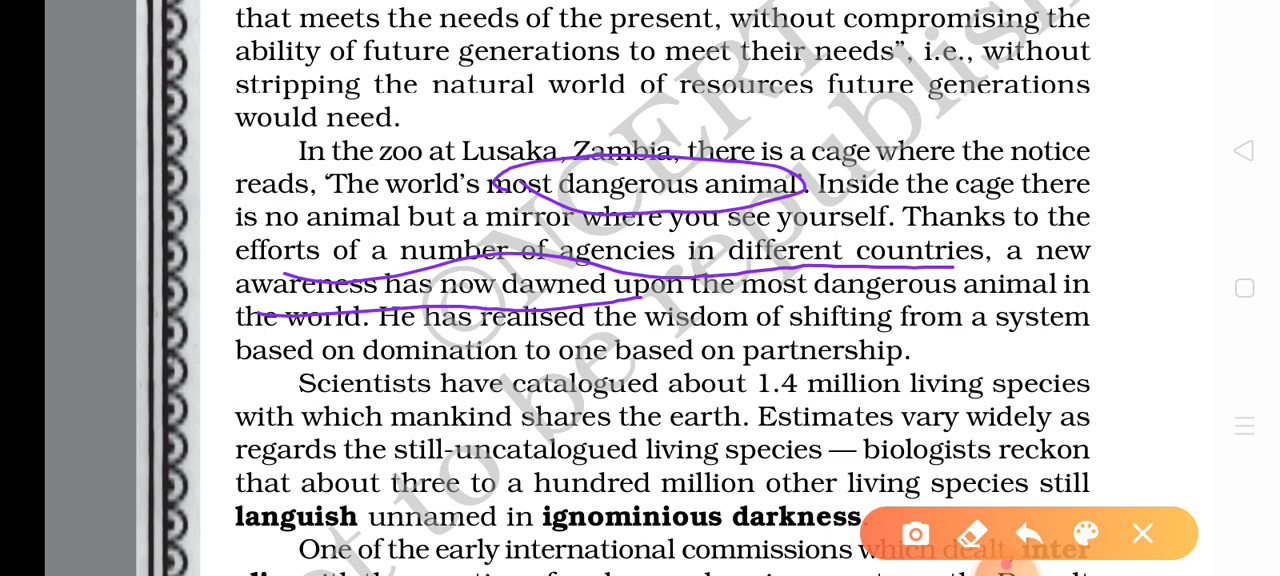 that meets the needs of the present, without compromising the
ability of future generations to meet their needs”, i.e., without
stripping the natural world of resources future generations
would need.
In the zoo at Lusaka, Zambia, there is a cage where the notice
reads, ‘The world’s most dangerous animal’. Inside the cage there
is no animal but a mirror where you see yourself. Thanks to the
efforts of a number of agencies in different countries, a new
awareness has now dawned upon the most dangerous animal in
the world. He has realised the wisdom of shifting from a system
based on domination to one based on partnership.
Scientists have catalogued about 1.4 million living species
with which mankind shares the earth. Estimates vary widely as
regards the still-uncatalogued living species — biologists reckon
that about three to a hundred million other living species still
languish unnamed in ignominious darkness.
One of the early international commissions which dealt, inter
©NCERT
not to be republish